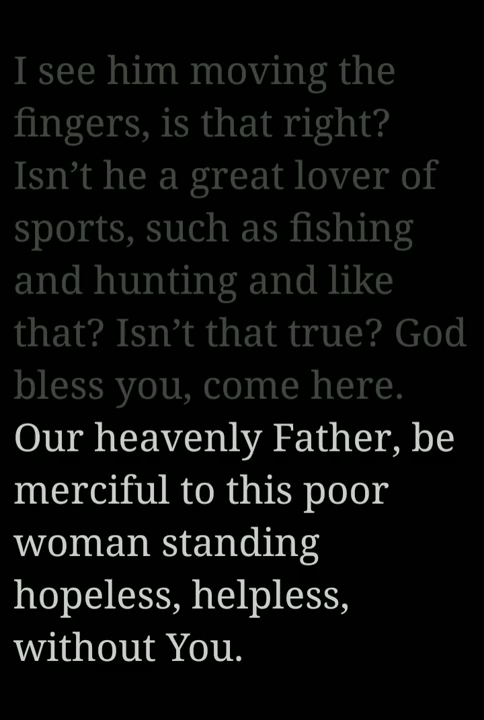 I see him moving the
fingers, is that right?
Isn’t he a great lover of
sports, such as fishing
and hunting and like
that? Isn’t that true? God
bless you, come here.
Our heavenly Father, be
merciful to this poor
woman standing
hopeless, helpless,
without You.